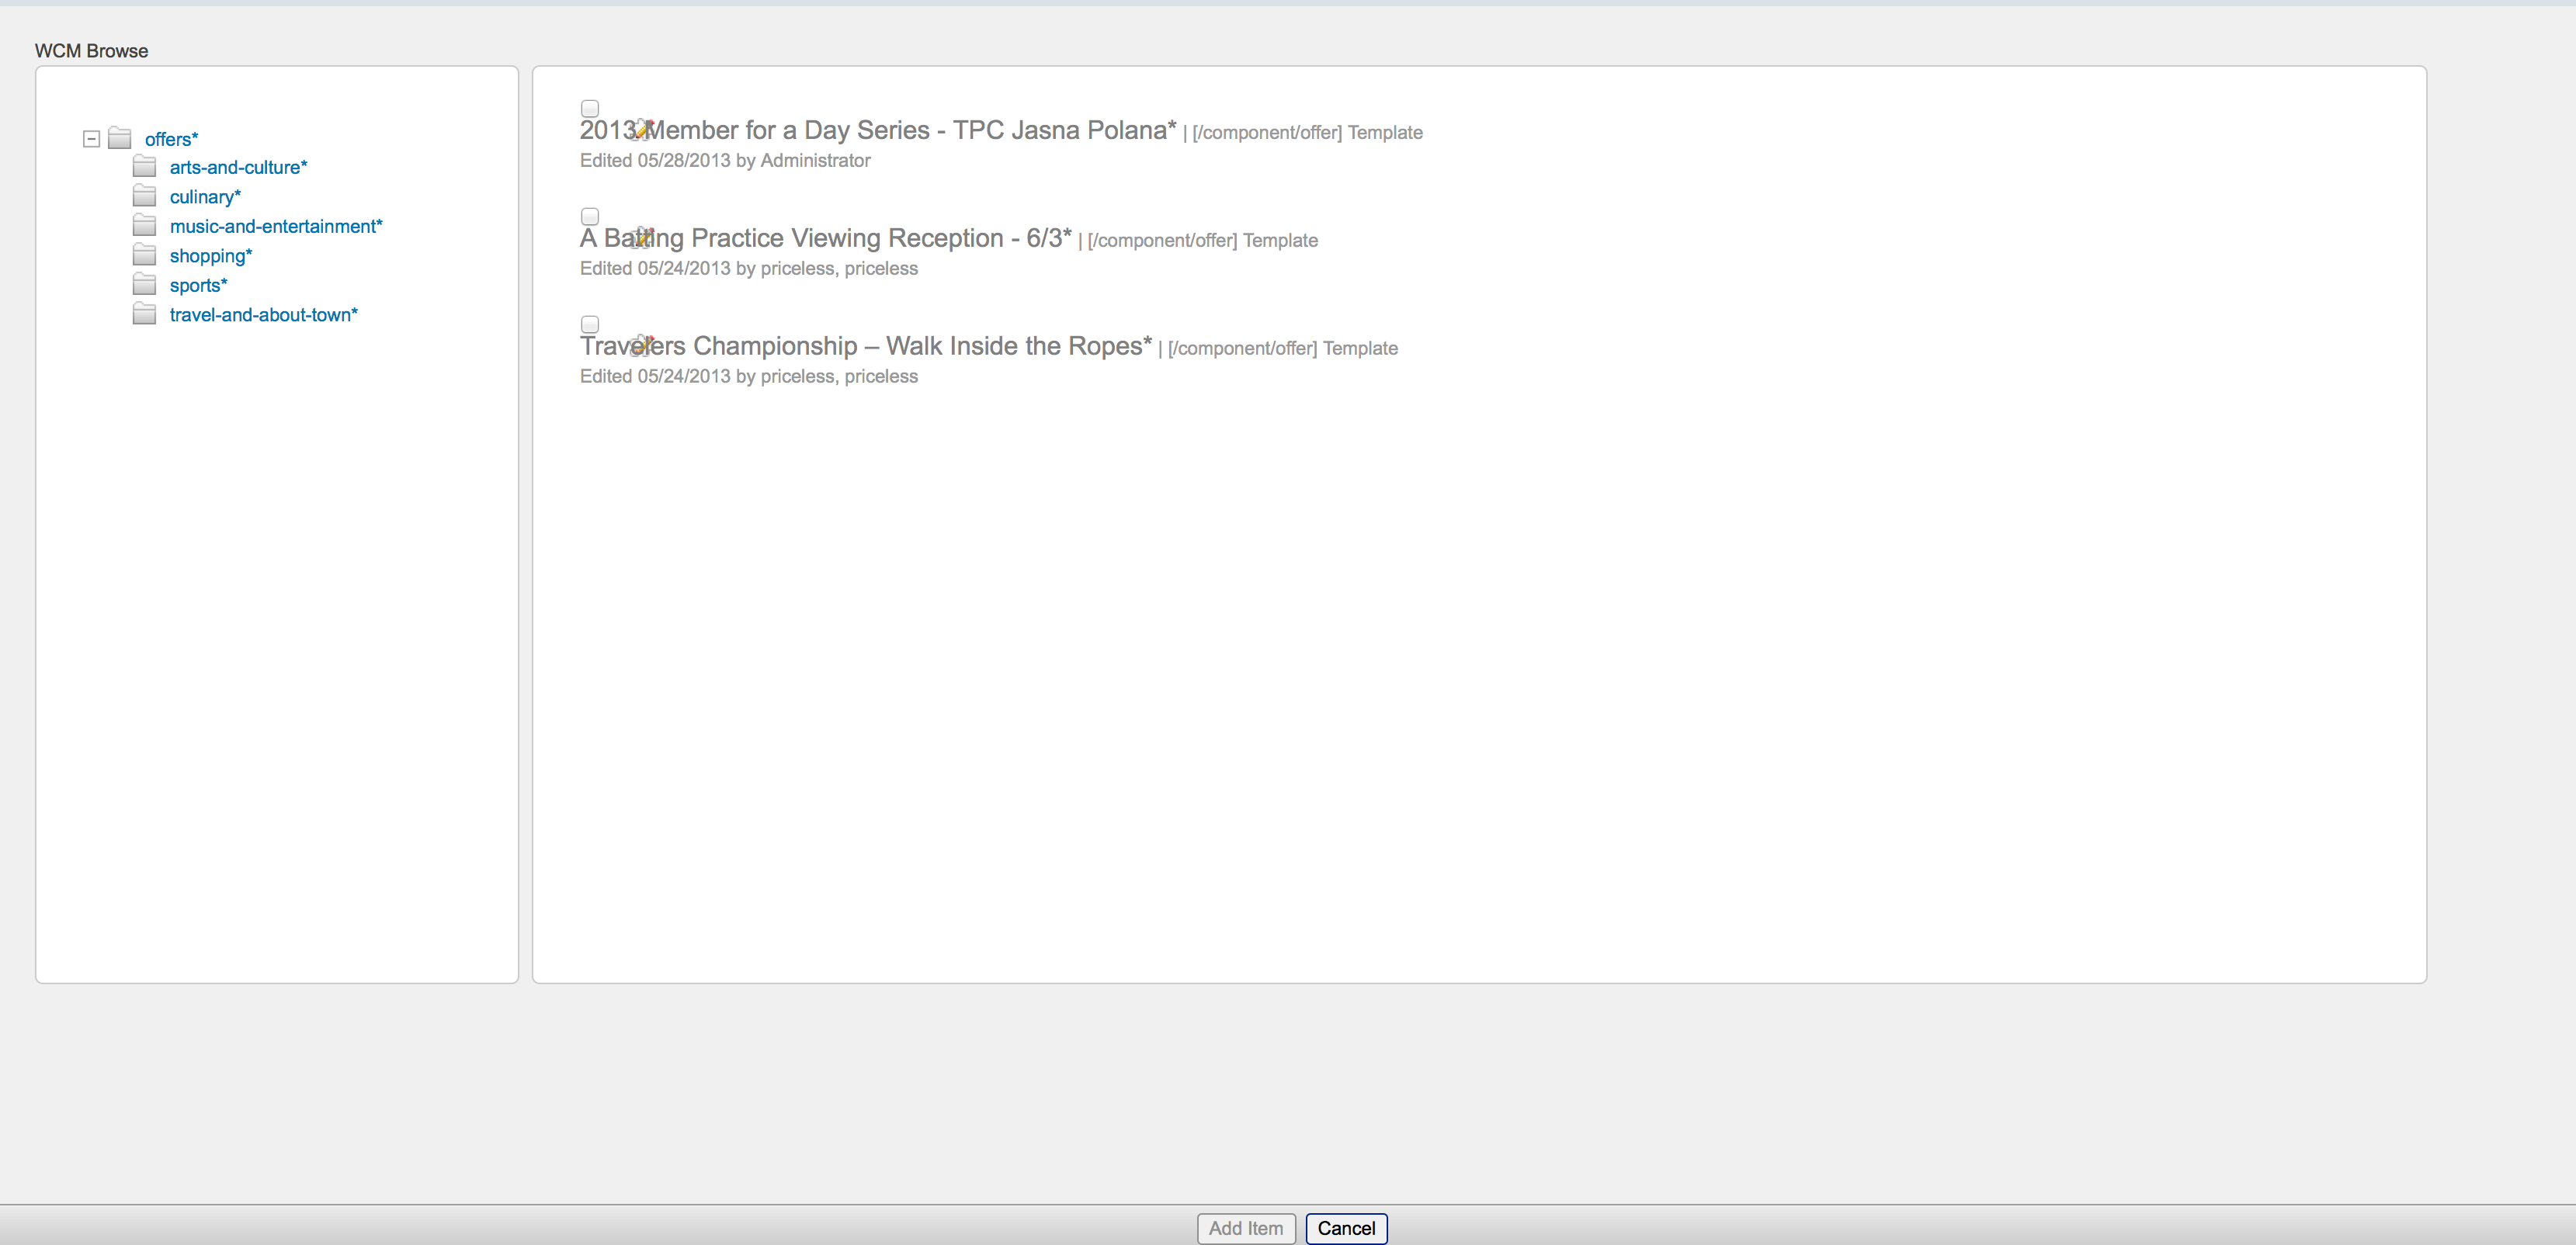 WCM Browse
offers*
arts-and-culture*
culinary*
music-and-entertainment*
shopping*
sports*
travel-and-about-town*
2013 Member for a Day Series - TPC Jasna Polana* | [/component/offer] Template
Edited 05/28/2013 by Administrator
A Batting Practice Viewing Reception - 6/3* | [/component/offer] Template
Edited 05/24/2013 by priceless, priceless
Travelers Championship – Walk Inside the Ropes* | [/component/offer] Template
Edited 05/24/2013 by priceless, priceless
Add Item Cancel